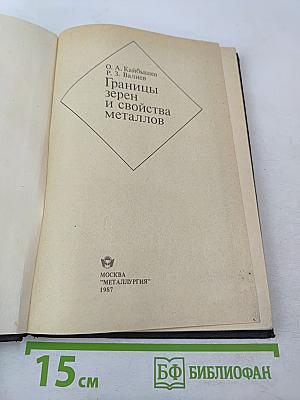 О. А. Кайбышев
Р. З. Валиев
Границы
зерен
и свойства
металлов
МОСКВА
"МЕТАЛЛУРГИЯ"
1987
15 см
БФ БИБЛИОФАН